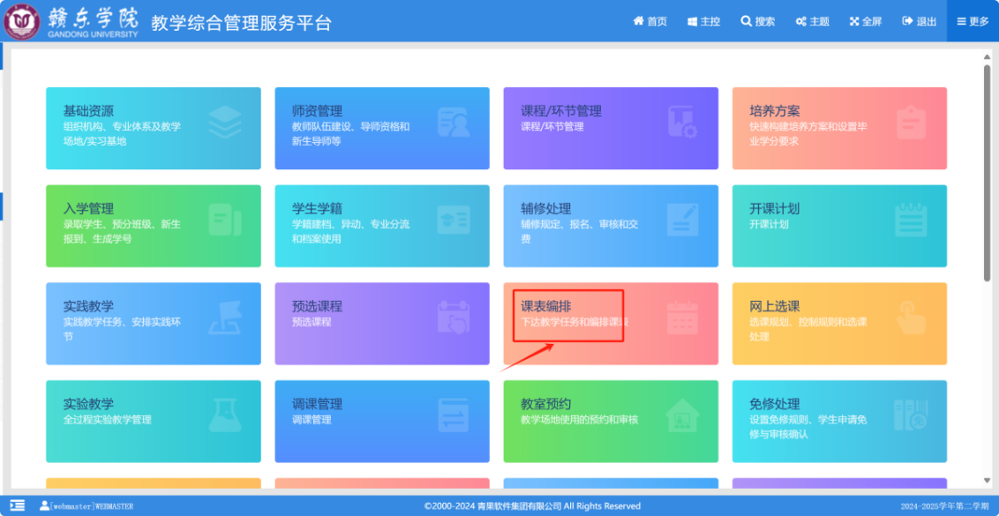 赣东学院
GANDONG UNIVERSITY
教学综合管理服务平台
首页 主控 搜索 主题 全屏 退出 更多
基础资源
组织机构、专业体系及教学
场地/实习基地
师资管理
教师队伍建设、导师资格和
新生导师等
课程/环节管理
课程/环节管理
培养方案
快速构建培养方案和设置毕
业学分要求
入学管理
录取学生、预分班级、新生
报到、生成学号
学生学籍
学籍建档、异动、专业分流
和档案使用
辅修处理
辅修规定、报名、审核和交
费
开课计划
开课计划
实践教学
实践教学任务、安排实践环
节
预选课程
预选课程
课表编排
下达教学任务和编排课表
网上选课
选课规划、控制规则和选课
处理
实验教学
全过程实验教学管理
调课管理
调课管理
教室预约
教学场地使用的预约和审核
免修处理
设置免修规则、学生申请免
修与审核确认
[webmaster]WEBMASTER
©2000-2024 青果软件集团有限公司 All Rights Reserved
2024-2025学年第二学期